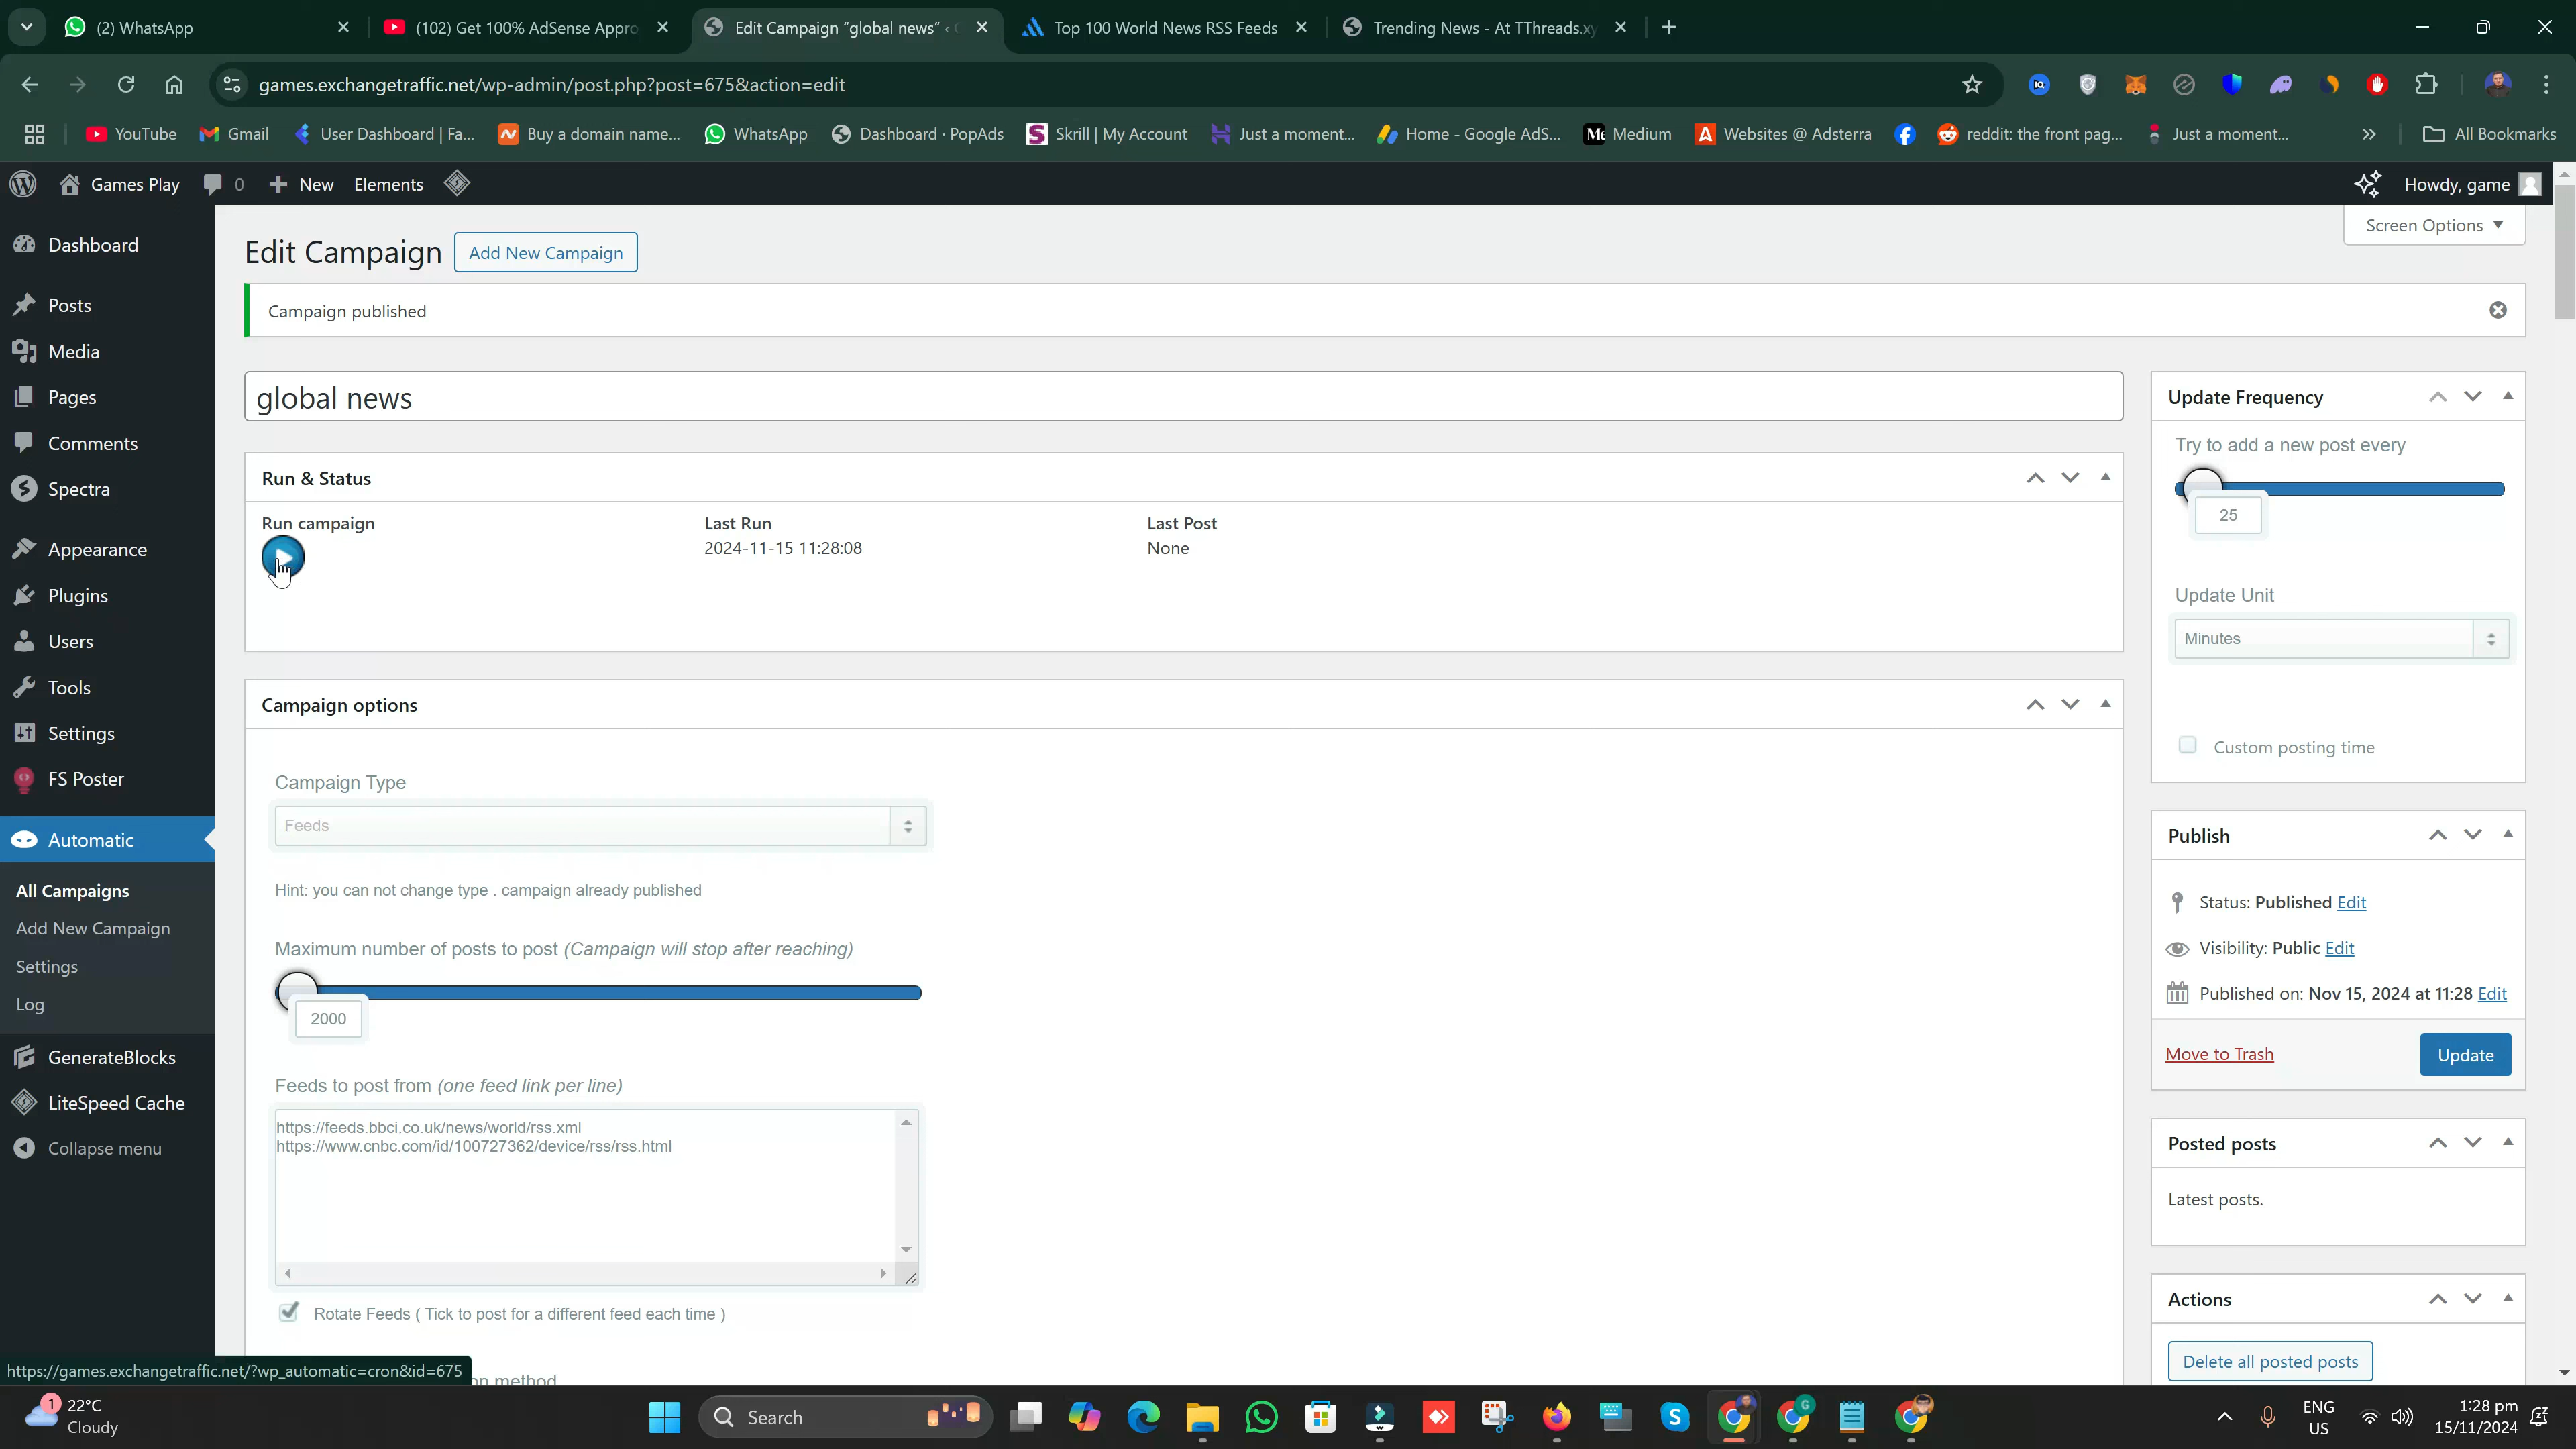 (2) WhatsApp
(102) Get 100% AdSense Appro
Edit Campaign “global news” ‹
Top 100 World News RSS Feeds
Trending News - At TThreads.xy
games.exchangetraffic.net/wp-admin/post.php?post=675&action=edit
YouTube
Gmail
User Dashboard | Fa...
Buy a domain name...
WhatsApp
Dashboard · PopAds
Skrill | My Account
Just a moment...
Home - Google AdS...
Medium
Websites @ Adsterra
reddit: the front pag...
Just a moment...
All Bookmarks
Games Play
0
New
Elements
Howdy, game
Screen Options
Dashboard
Posts
Media
Pages
Comments
Spectra
Appearance
Plugins
Users
Tools
Settings
FS Poster
Automatic
All Campaigns
Add New Campaign
Settings
Log
GenerateBlocks
LiteSpeed Cache
Collapse menu
Edit Campaign
Add New Campaign
Campaign published
global news
Run & Status
Run campaign
Last Run
2024-11-15 11:28:08
Last Post
None
Campaign options
Campaign Type
Feeds
Hint: you can not change type . campaign already published
Maximum number of posts to post (Campaign will stop after reaching)
2000
Feeds to post from (one feed link per line)
https://feeds.bbci.co.uk/news/world/rss.xml
https://www.cnbc.com/id/100727362/device/rss/rss.html
Rotate Feeds ( Tick to post for a different feed each time )
on method
Update Frequency
Try to add a new post every
25
Update Unit
Minutes
Custom posting time
Publish
Status: Published Edit
Visibility: Public Edit
Published on: Nov 15, 2024 at 11:28 Edit
Move to Trash
Update
Posted posts
Latest posts.
Actions
Delete all posted posts
https://games.exchangetraffic.net/?wp_automatic=cron&id=675
1
22°C
Cloudy
Search
ENG
US
1:28 pm
15/11/2024